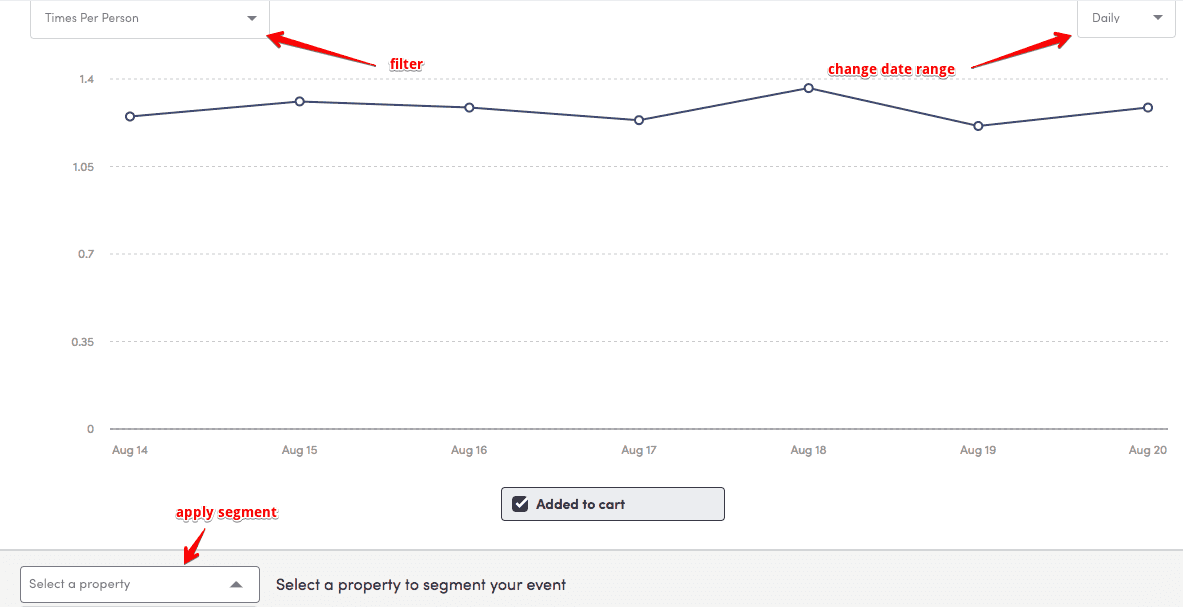 Times Per Person
Daily
filter
change date range
1.4
1.05
0.7
0.35
0
Aug 14
Aug 15
Aug 16
Aug 17
Aug 18
Aug 19
Aug 20
Added to cart
apply segment
Select a property
Select a property to segment your event